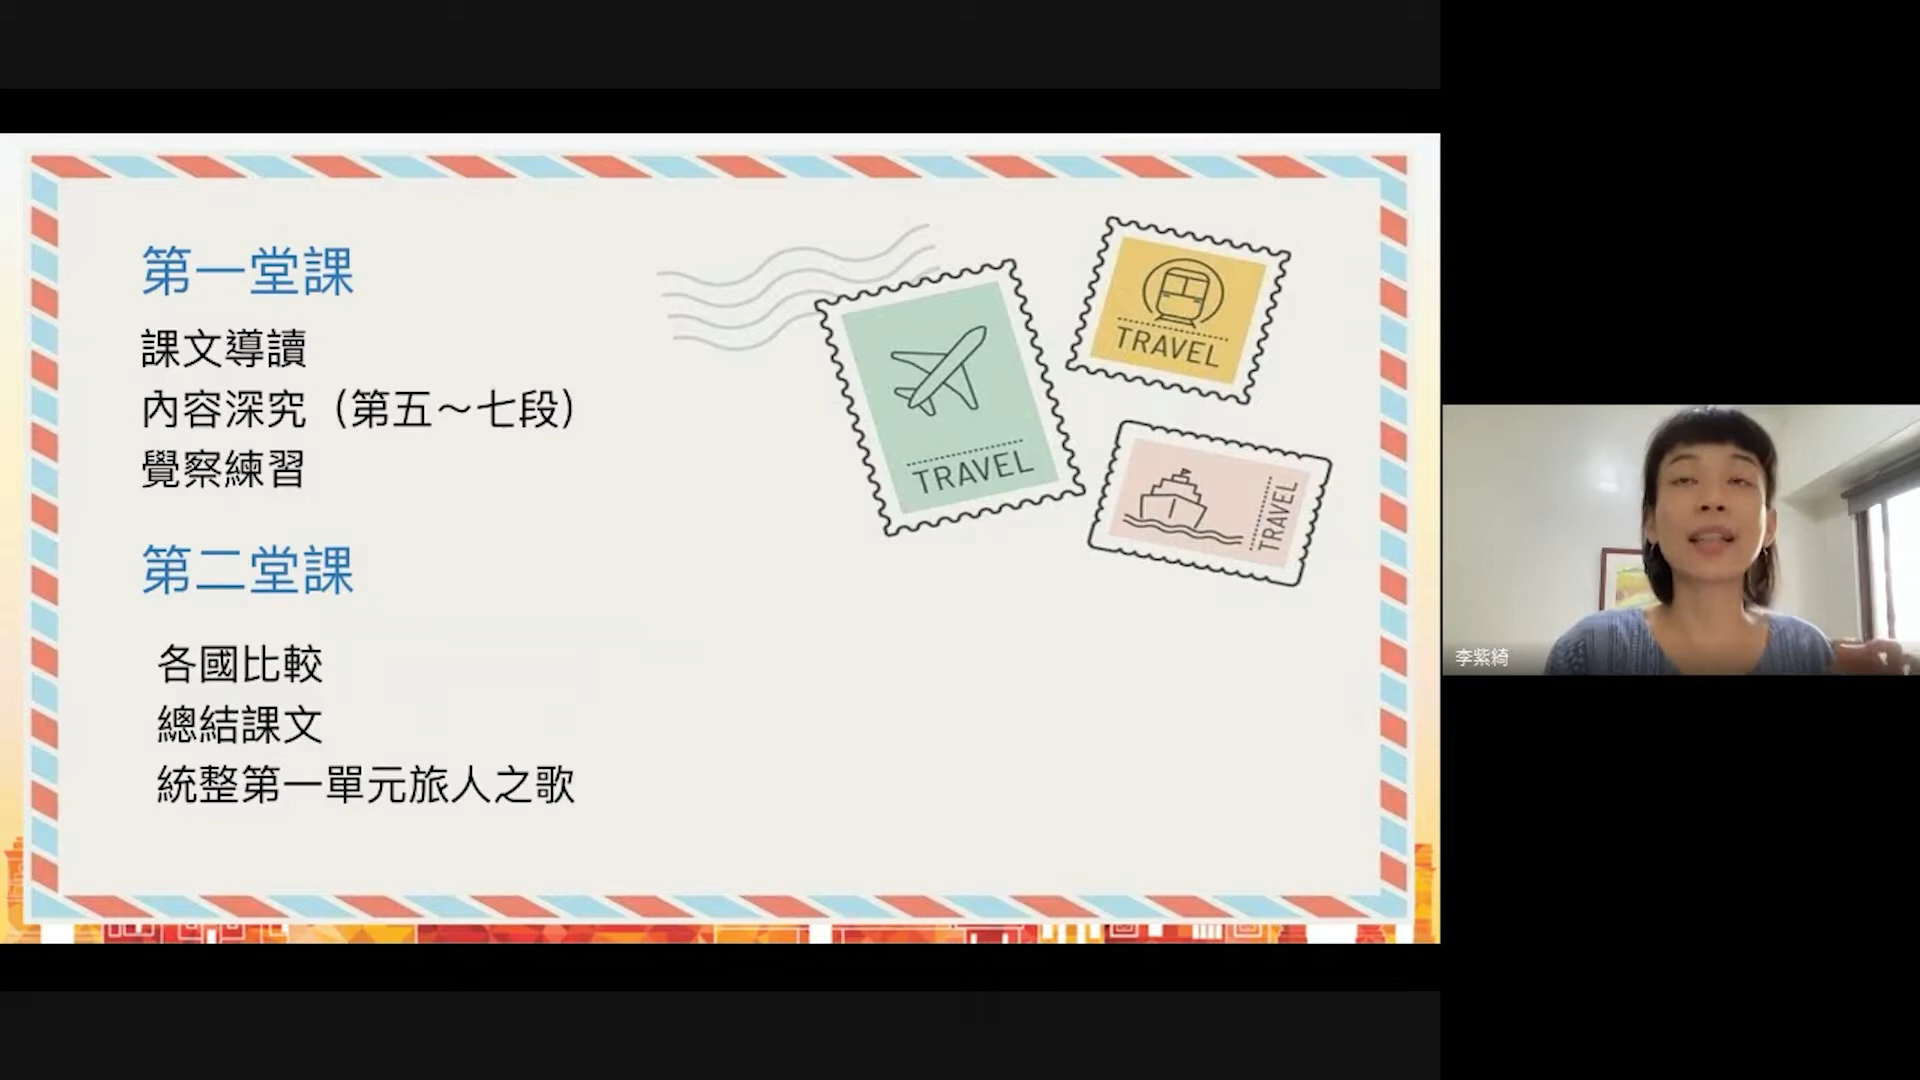 第一堂課
課文導讀
內容深究（第五～七段）
覺察練習
第二堂課
各國比較
總結課文
統整第一單元旅人之歌
TRAVEL
TRAVEL
TRAVEL
李紫綺